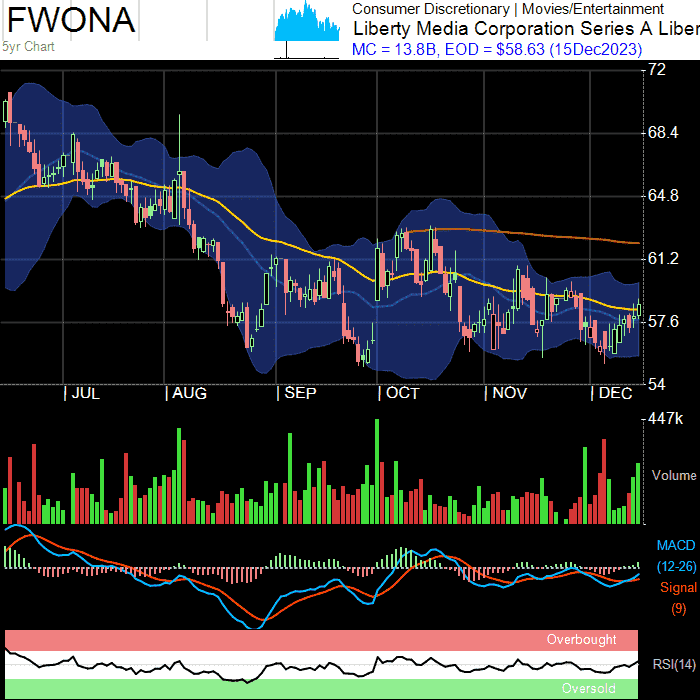 FWONA
5yr Chart
Consumer Discretionary | Movies/Entertainment
Liberty Media Corporation Series A Liber
MC = 13.8B, EOD = $58.63 (15Dec2023)
72
68.4
64.8
61.2
57.6
54
| JUL | AUG | SEP | OCT | NOV | DEC
447k
Volume
MACD
(12-26)
Signal
(9)
Overbought
RSI(14)
Oversold